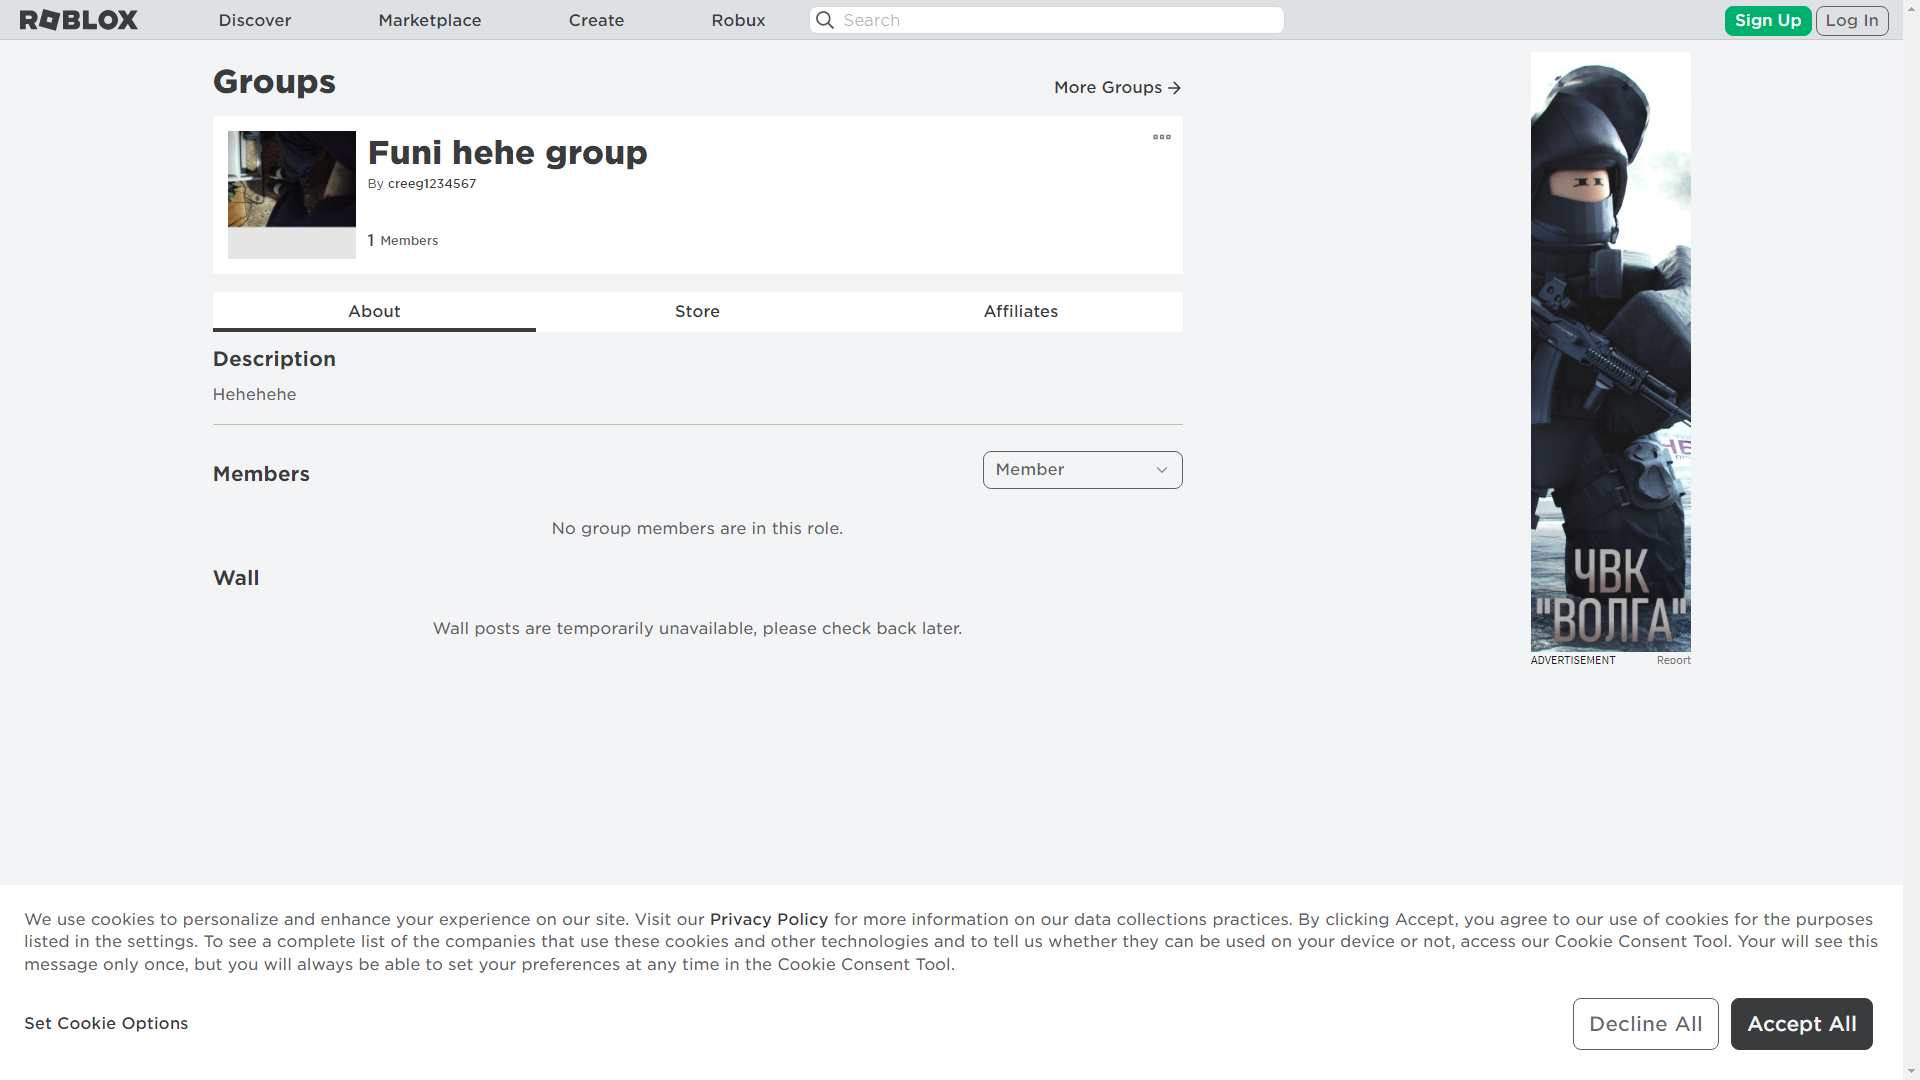 ROBLOX
Discover
Marketplace
Create
Robux
Search
Sign Up
Log In
Groups
More Groups
Funi hehe group
By creeg1234567
1 Members
About
Store
Affiliates
Description
Hehehehe
Members
Member
No group members are in this role.
Wall
Wall posts are temporarily unavailable, please check back later.
ЧВК
"ВОЛГА"
ADVERTISEMENT
Report
We use cookies to personalize and enhance your experience on our site. Visit our Privacy Policy for more information on our data collections practices. By clicking Accept, you agree to our use of cookies for the purposes
listed in the settings. To see a complete list of the companies that use these cookies and other technologies and to tell us whether they can be used on your device or not, access our Cookie Consent Tool. Your will see this
message only once, but you will always be able to set your preferences at any time in the Cookie Consent Tool.
Set Cookie Options
Decline All
Accept All